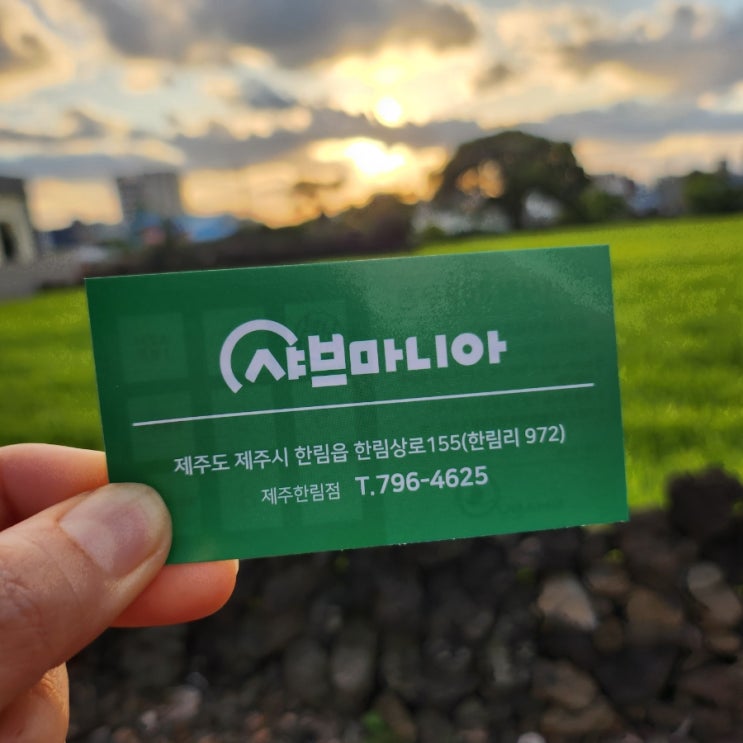 샤브마니아
제주도 제주시 한림읍 한림상로155(한림리 972)
제주한림점 T.796-4625